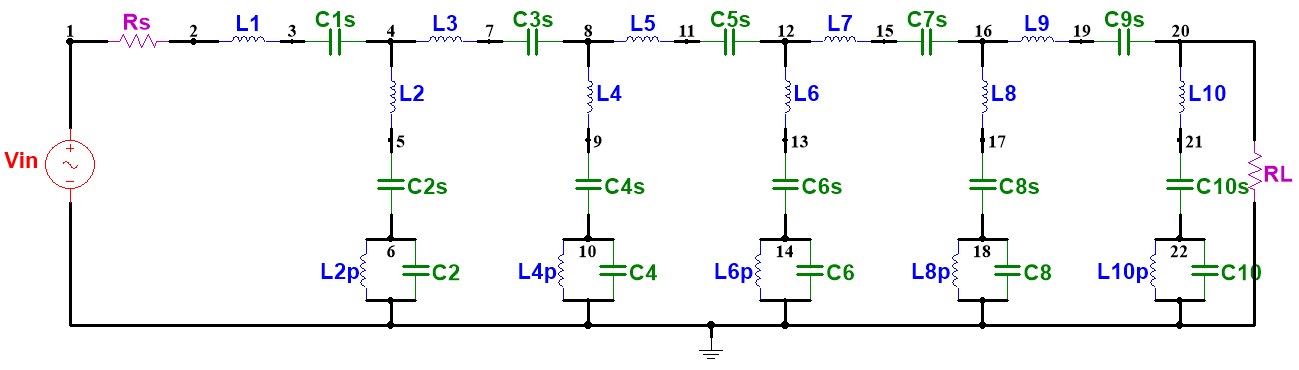 Rs L1 C1s L3 C3s L5 C5s L7 C7s L9 C9s
1 2 3 4 7 8 11 12 15 16 19 20
L2 L4 L6 L8 L10
5 9 13 17 21
Vin + −
C2s C4s C6s C8s C10s RL
6 10 14 18 22
L2p C2 L4p C4 L6p C6 L8p C8 L10p C10